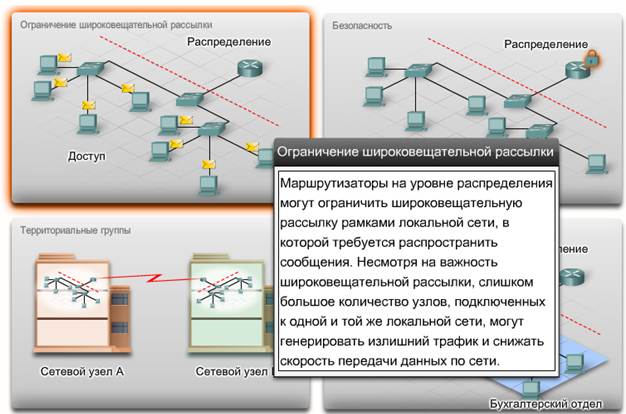 Ограничение широковещательной рассылки
Распределение
Доступ
Безопасность
Распределение
Ограничение широковещательной рассылки
Маршрутизаторы на уровне распределения
могут ограничить широковещательную
рассылку рамками локальной сети, в
которой требуется распространить
сообщения. Несмотря на важность
широковещательной рассылки, слишком
большое количество узлов, подключенных
к одной и той же локальной сети, могут
генерировать излишний трафик и снижать
скорость передачи данных по сети.
Территориальные группы
Сетевой узел A
Сетевой узел
ление
Бухгалтерский отдел